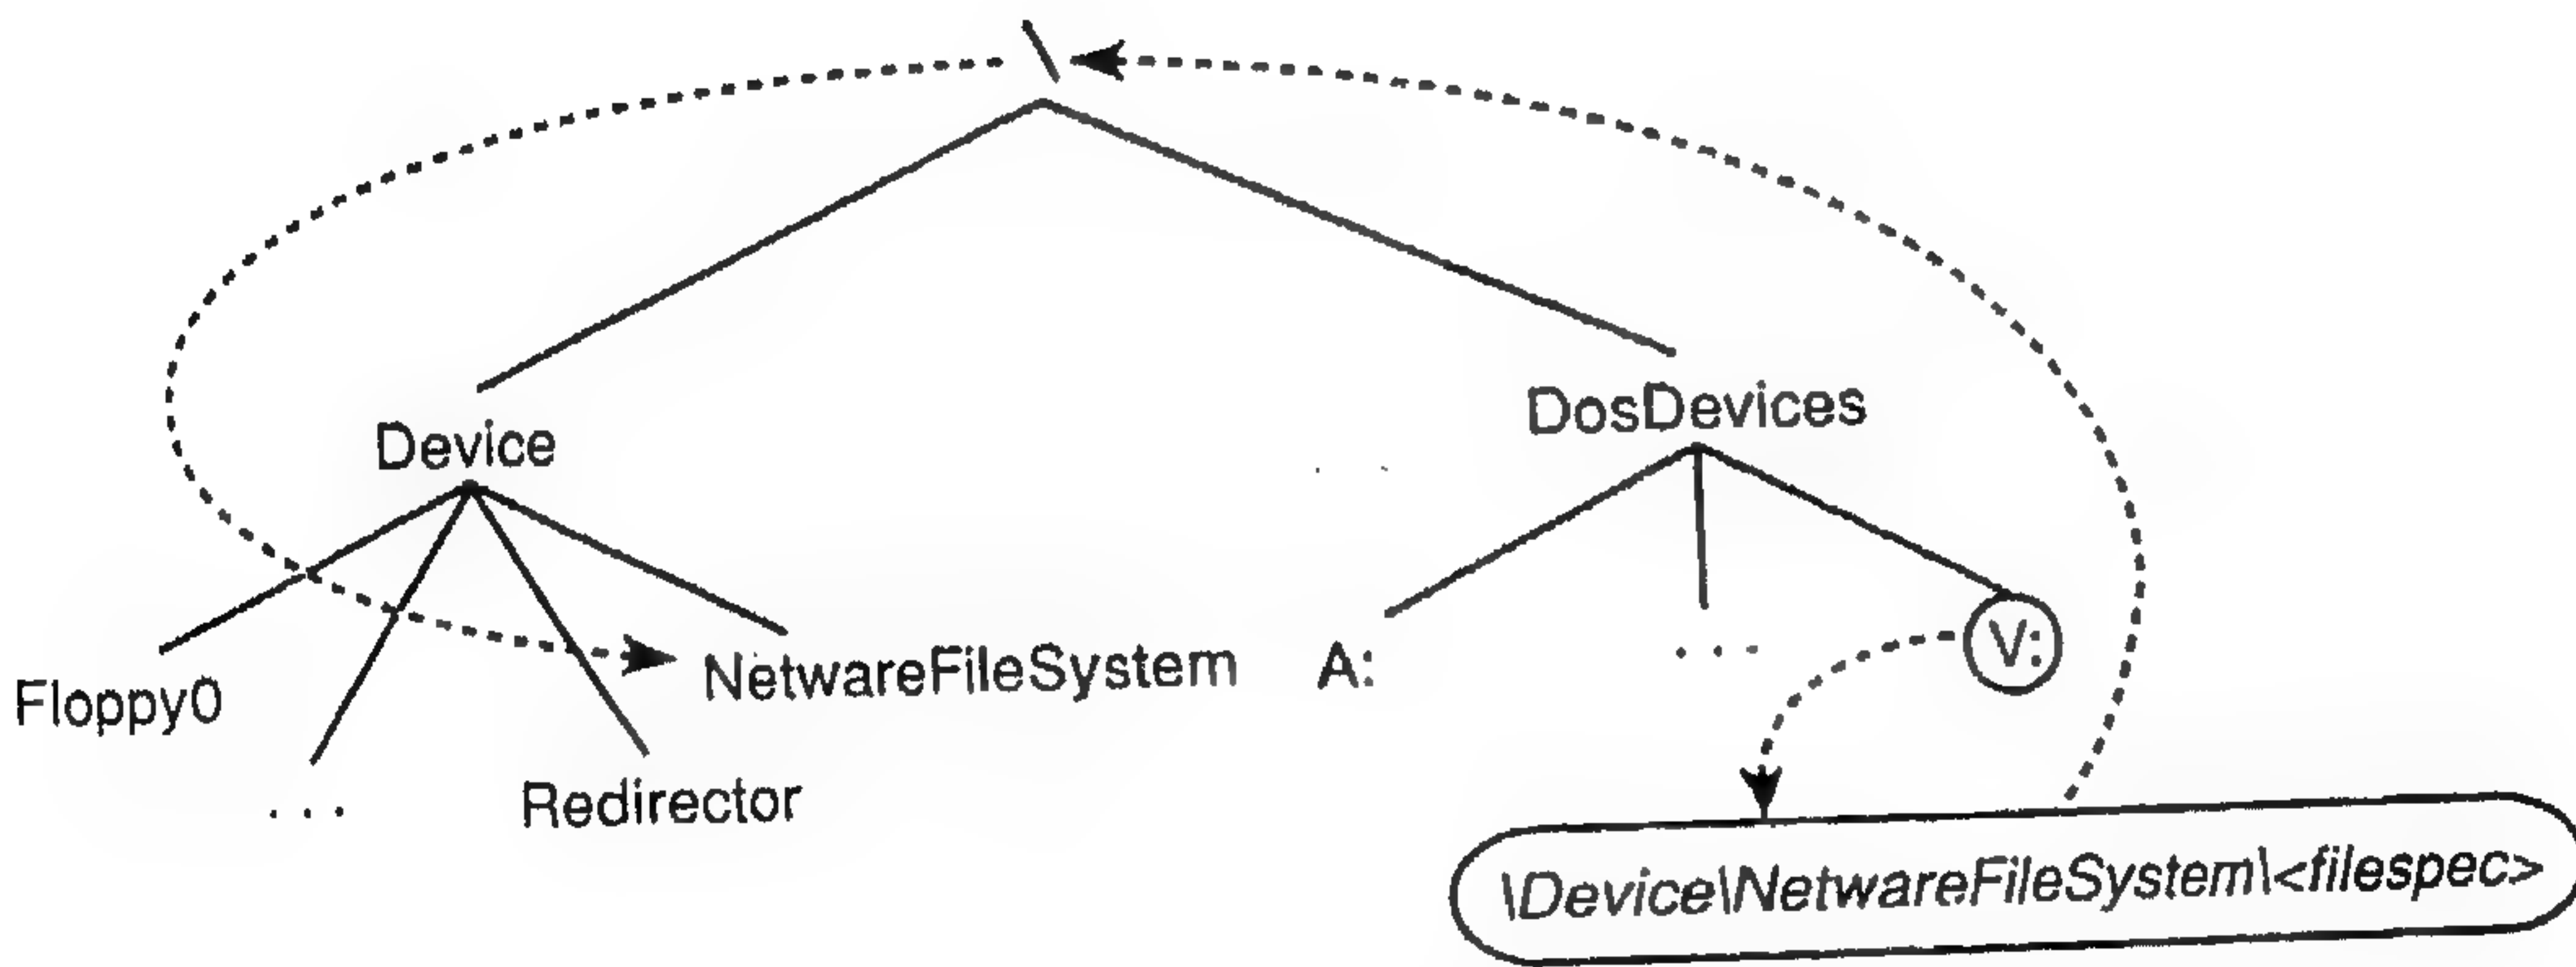 \
Device
DosDevices
Floppy0
. . .
Redirector
NetwareFileSystem
A:
. . .
V:
\Device\NetwareFileSystem\<filespec>